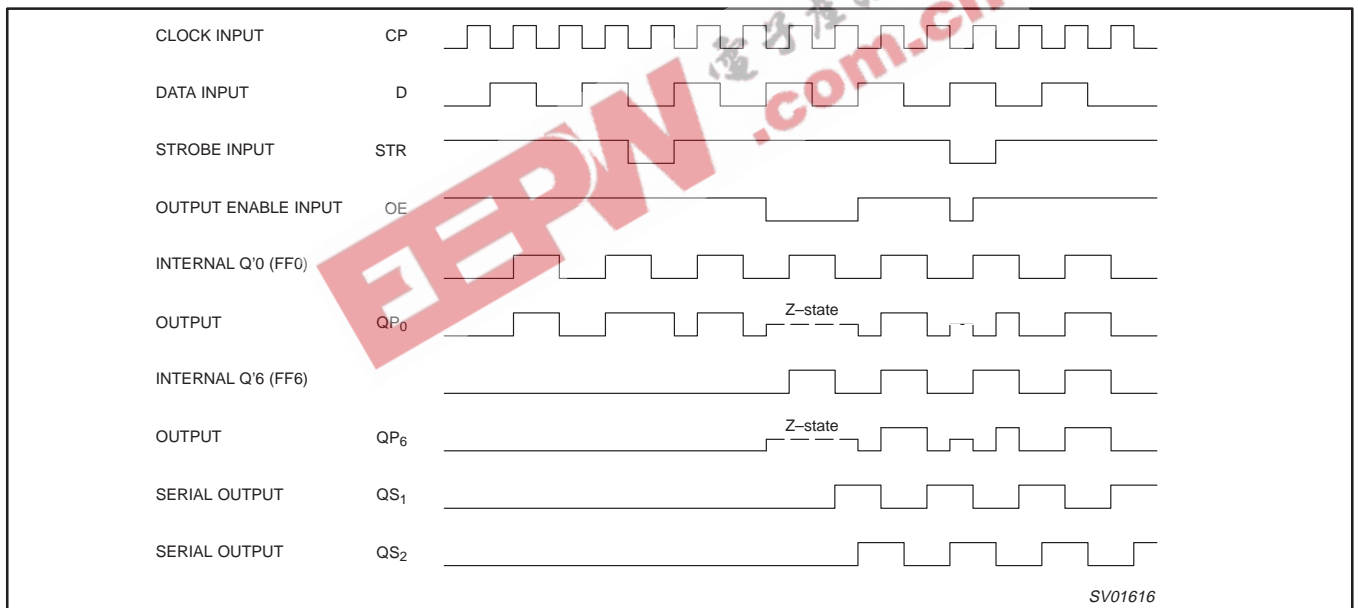 CLOCK INPUT CP
DATA INPUT D
STROBE INPUT STR
OUTPUT ENABLE INPUT OE
INTERNAL Q'0 (FF0)
OUTPUT QP0 Z–state
INTERNAL Q'6 (FF6)
OUTPUT QP6 Z–state
SERIAL OUTPUT QS1
SERIAL OUTPUT QS2
SV01616
EEPW .com.cn